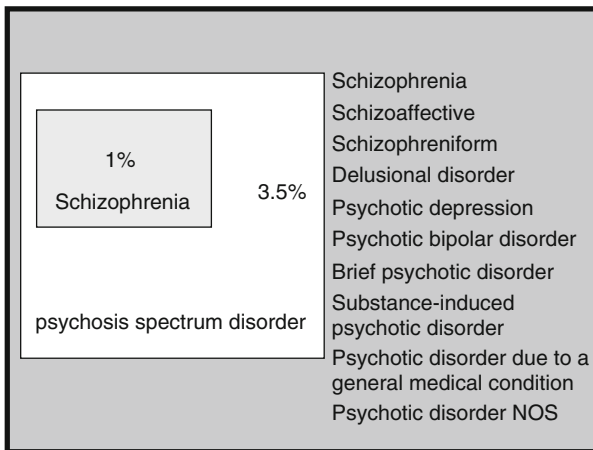 1%
Schizophrenia
3.5%
psychosis spectrum disorder
Schizophrenia
Schizoaffective
Schizophreniform
Delusional disorder
Psychotic depression
Psychotic bipolar disorder
Brief psychotic disorder
Substance-induced
psychotic disorder
Psychotic disorder due to a
general medical condition
Psychotic disorder NOS